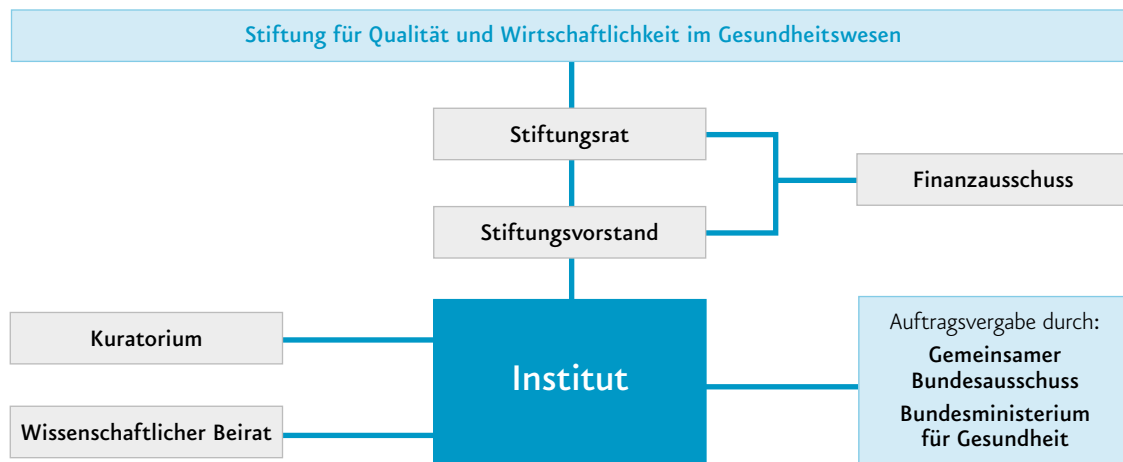 Stiftung für Qualität und Wirtschaftlichkeit im Gesundheitswesen
Stiftungsrat
Finanzausschuss
Stiftungsvorstand
Kuratorium
Institut
Wissenschaftlicher Beirat
Auftragsvergabe durch:
Gemeinsamer
Bundesausschuss
Bundesministerium
für Gesundheit